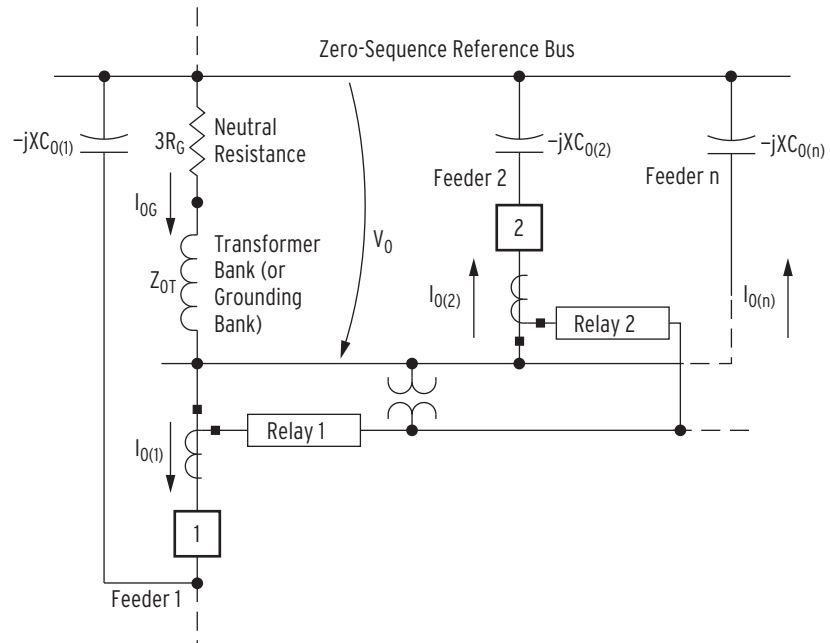 Zero-Sequence Reference Bus
–jXC0(1)
3RG
Neutral
Resistance
–jXC0(2)
–jXC0(n)
Feeder 2
Feeder n
I0G
2
V0
Transformer
Bank (or
Grounding
Bank)
Z0T
I0(2)
I0(n)
Relay 2
Relay 1
I0(1)
1
Feeder 1